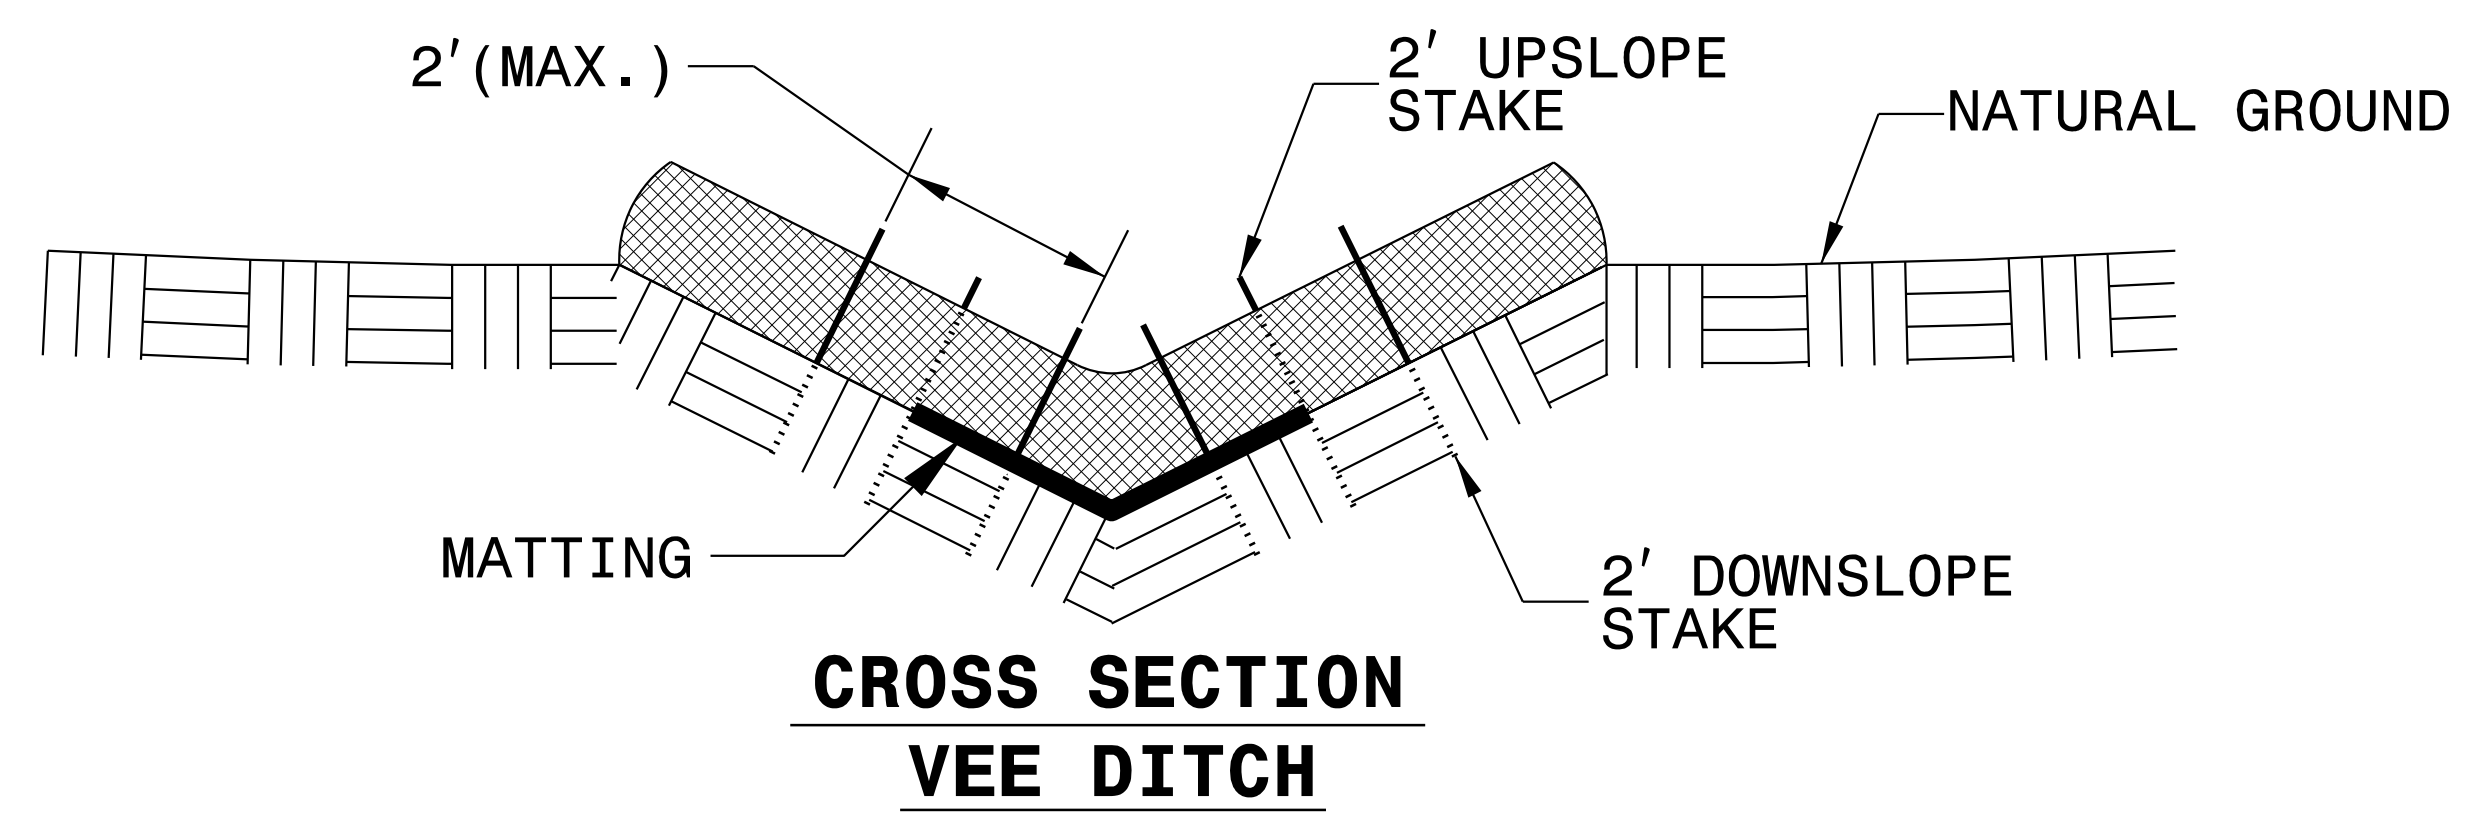 2'(MAX.)
2' UPSLOPE
STAKE
NATURAL GROUND
MATTING
2' DOWNSLOPE
STAKE
CROSS SECTION
VEE DITCH